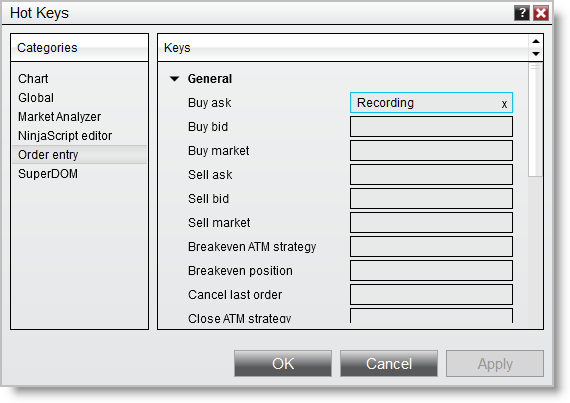 Hot Keys ? X
Categories
Chart
Global
Market Analyzer
NinjaScript editor
Order entry
SuperDOM
Keys
General
Buy ask Recording x
Buy bid
Buy market
Sell ask
Sell bid
Sell market
Breakeven ATM strategy
Breakeven position
Cancel last order
Close ATM strategy
OK Cancel Apply